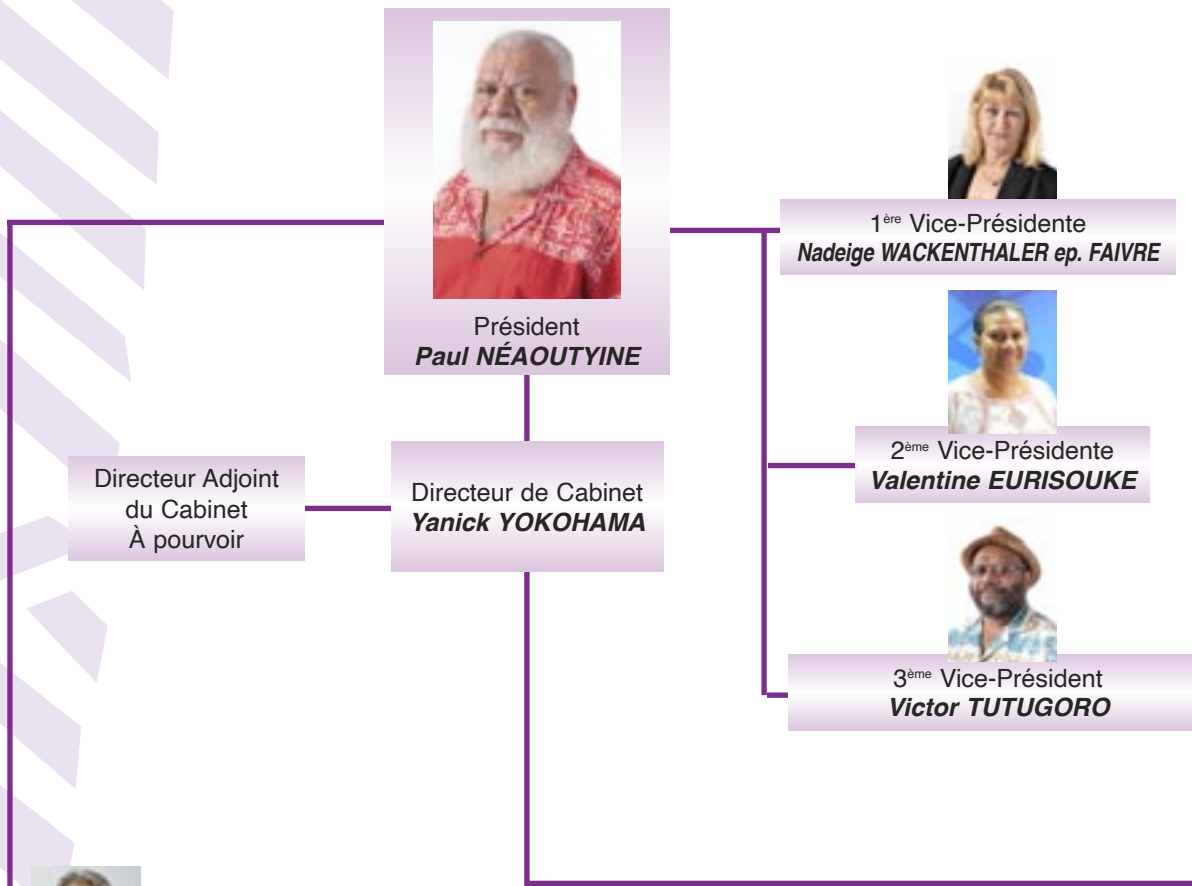 Président
Paul NÉAOUTYINE
1ère Vice-Présidente
Nadeige WACKENTHALER ep. FAIVRE
2ème Vice-Présidente
Valentine EURISOUKE
3ème Vice-Président
Victor TUTUGORO
Directeur Adjoint
du Cabinet
À pourvoir
Directeur de Cabinet
Yanick YOKOHAMA